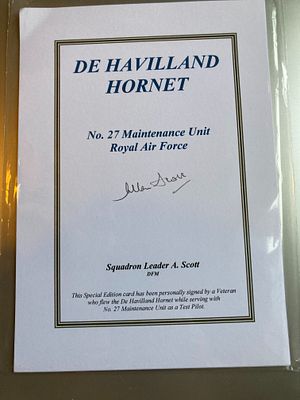 DE HAVILLAND
HORNET
No. 27 Maintenance Unit
Royal Air Force
Allan Scott
Squadron Leader A. Scott
DFM
This Special Edition card has been personally signed by a Veteran
who flew the De Havilland Hornet while serving with
No. 27 Maintenance Unit as a Test Pilot.